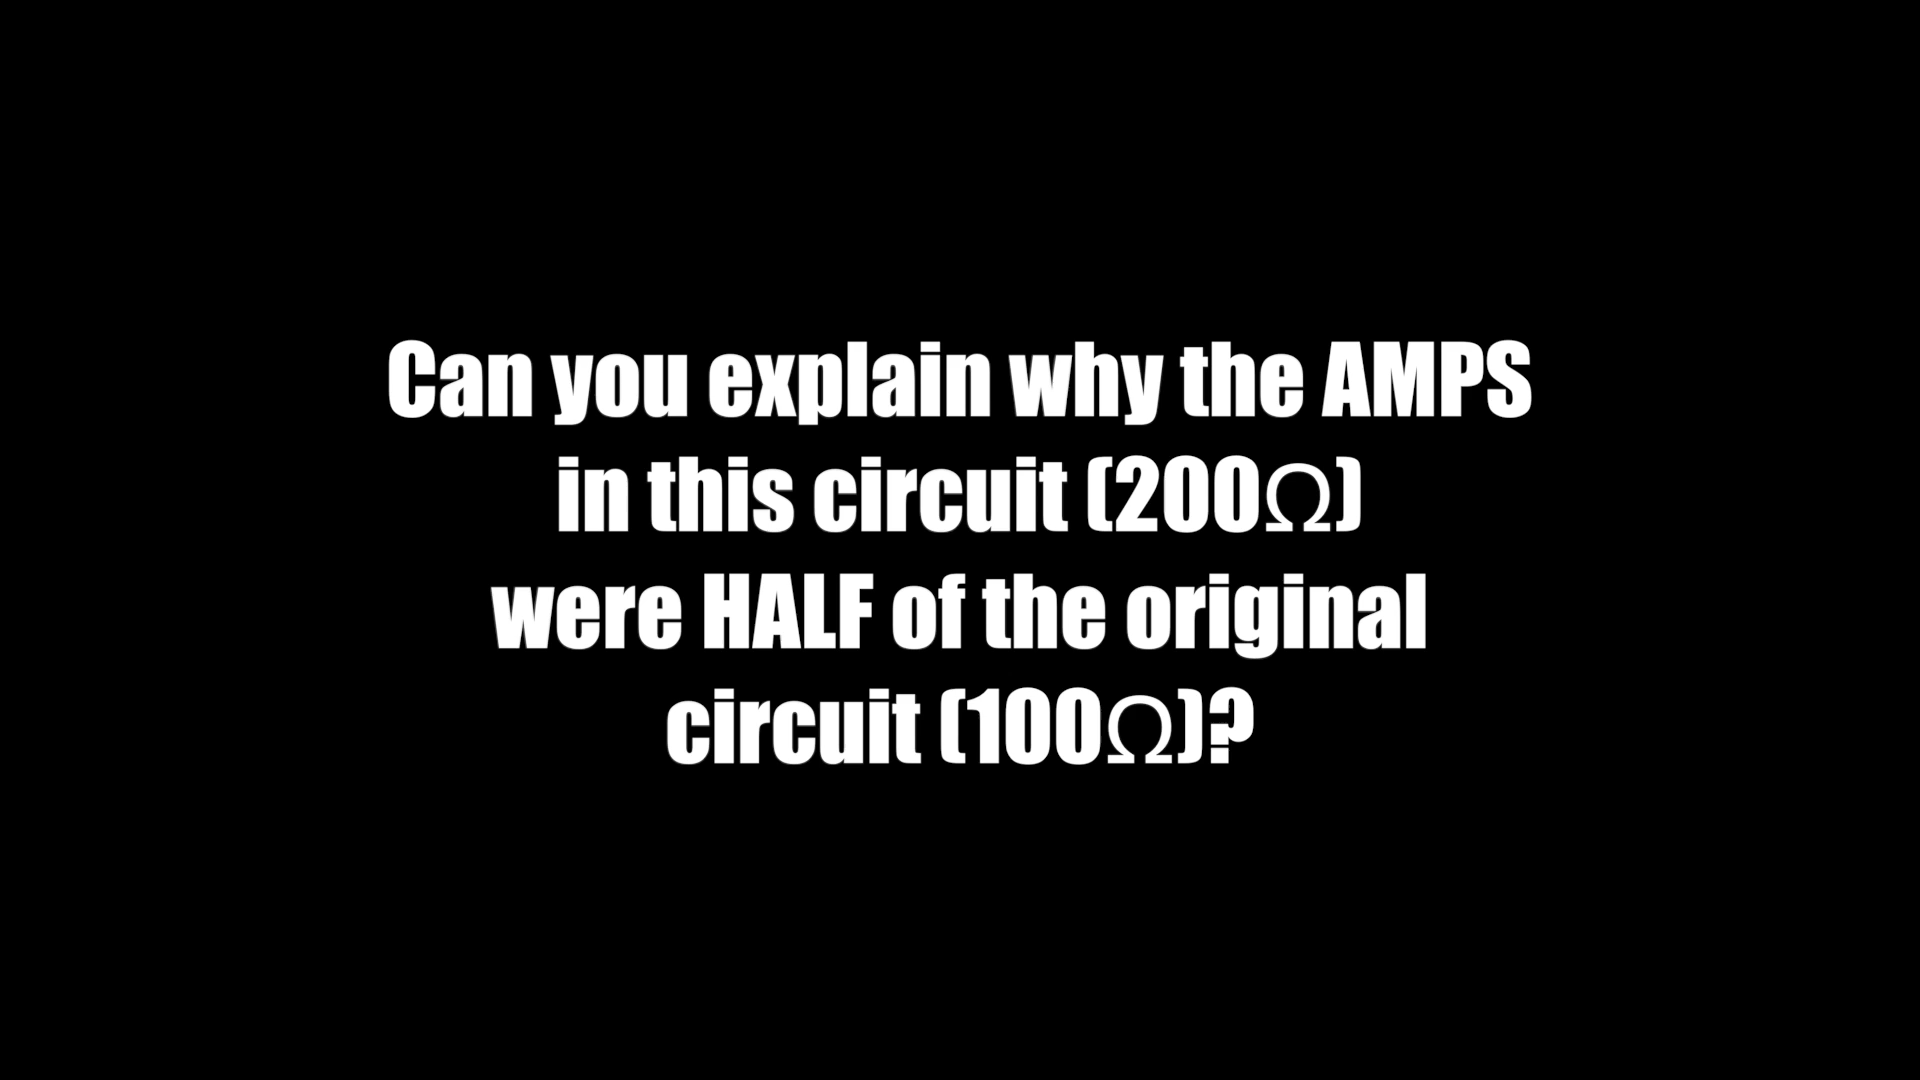 Can you explain why the AMPS
in this circuit (200Ω)
were HALF of the original
circuit (100Ω)?